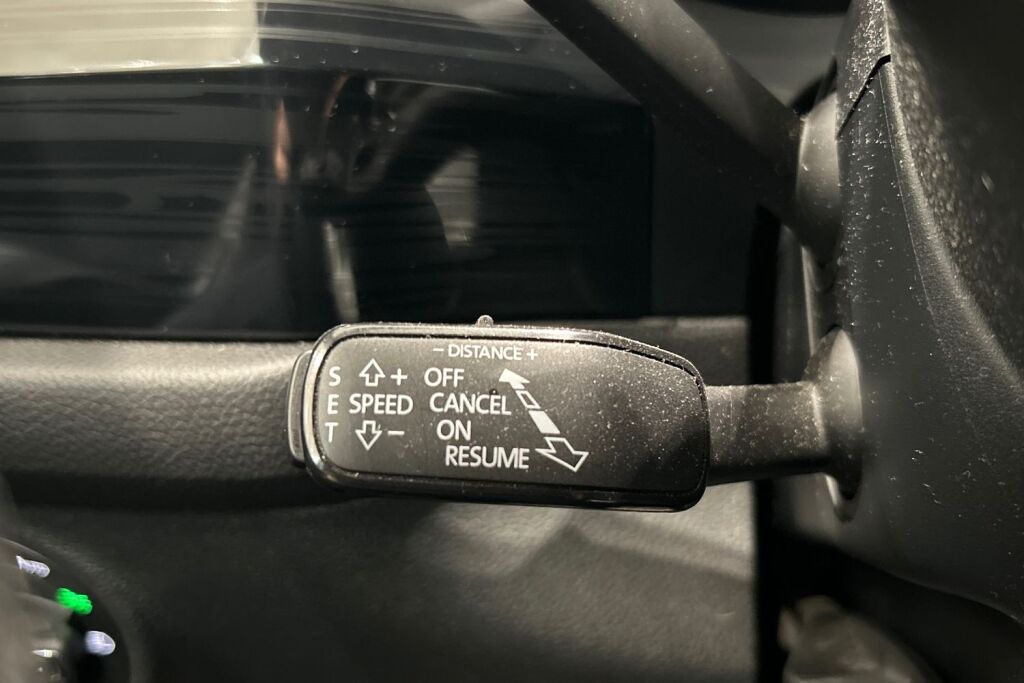 - DISTANCE +
S + OFF
E SPEED CANCEL
T - ON
RESUME